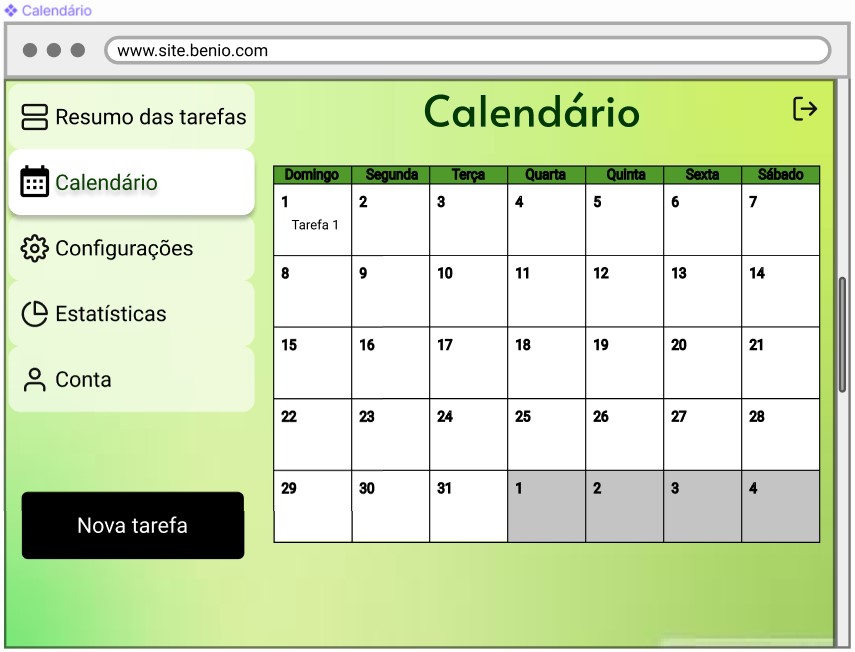 Calendário
www.site.benio.com
Resumo das tarefas
Calendário
Configurações
Estatísticas
Conta
Nova tarefa
Calendário
Domingo Segunda Terça Quarta Quinta Sexta Sábado
1 2 3 4 5 6 7
Tarefa 1
8 9 10 11 12 13 14
15 16 17 18 19 20 21
22 23 24 25 26 27 28
29 30 31 1 2 3 4